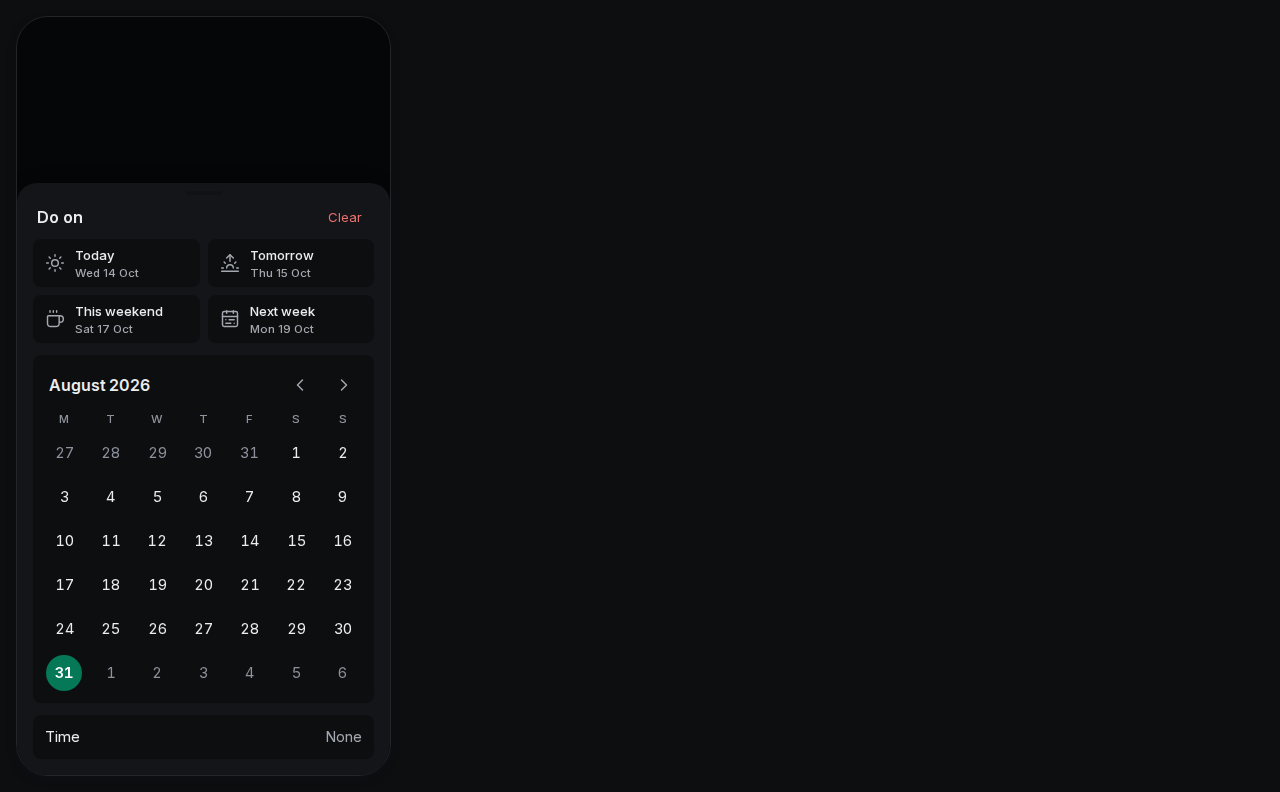 Do on Clear
Today Tomorrow
Wed 14 Oct Thu 15 Oct
This weekend Next week
Sat 17 Oct Mon 19 Oct
August 2026
M T W T F S S
27 28 29 30 31 1 2
3 4 5 6 7 8 9
10 11 12 13 14 15 16
17 18 19 20 21 22 23
24 25 26 27 28 29 30
31 1 2 3 4 5 6
Time None